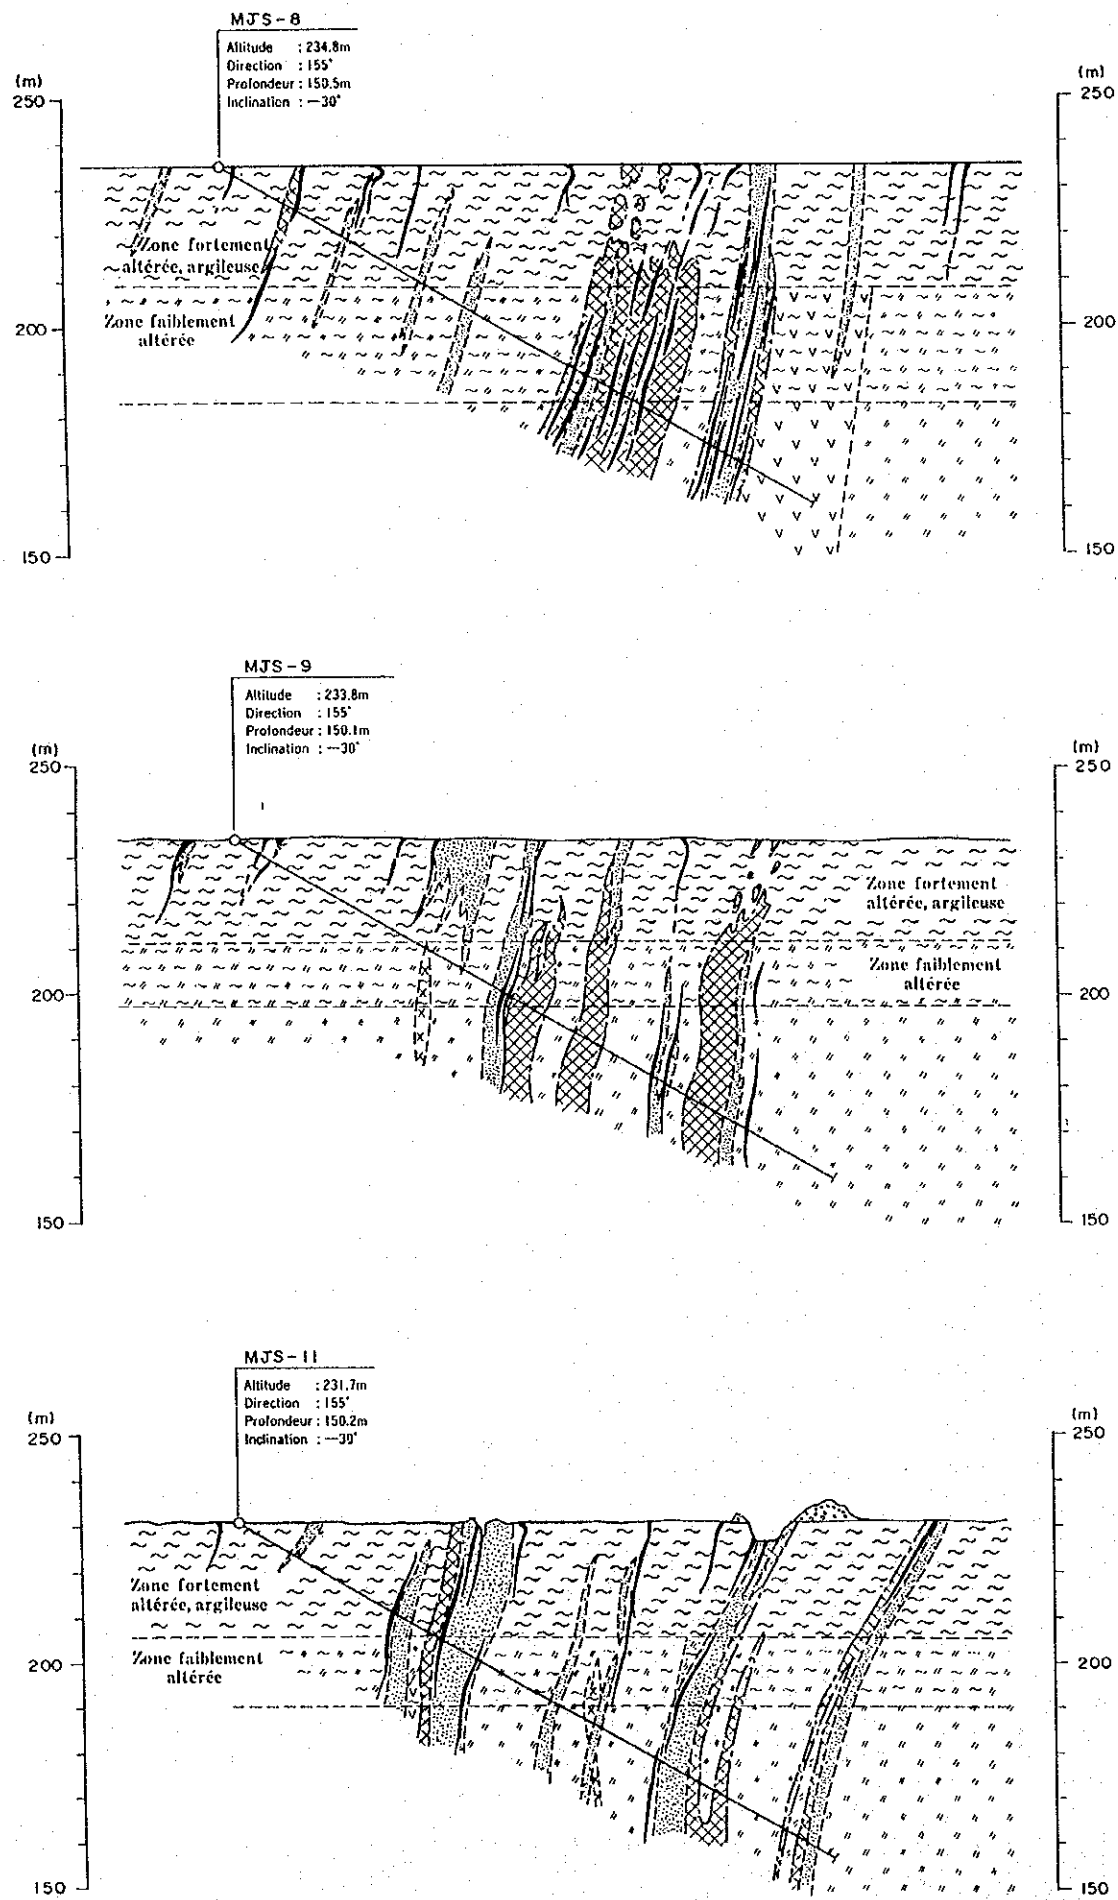 MJS-8
Altitude : 234.8m
Direction : 155°
Profondeur : 150.5m
Inclination : -30°
(m)
(m)
250
250
Zone fortement
altérée, argileuse
Zone faiblement
altérée
200
200
150
150
MJS-9
Altitude : 233.8m
Direction : 155°
Profondeur : 150.1m
Inclination : -30°
(m)
(m)
250
250
Zone fortement
altérée, argileuse
Zone faiblement
altérée
200
200
150
150
MJS-11
Altitude : 231.7m
Direction : 155°
Profondeur : 150.2m
Inclination : -30°
(m)
(m)
250
250
Zone fortement
altérée, argileuse
Zone faiblement
altérée
200
200
150
150